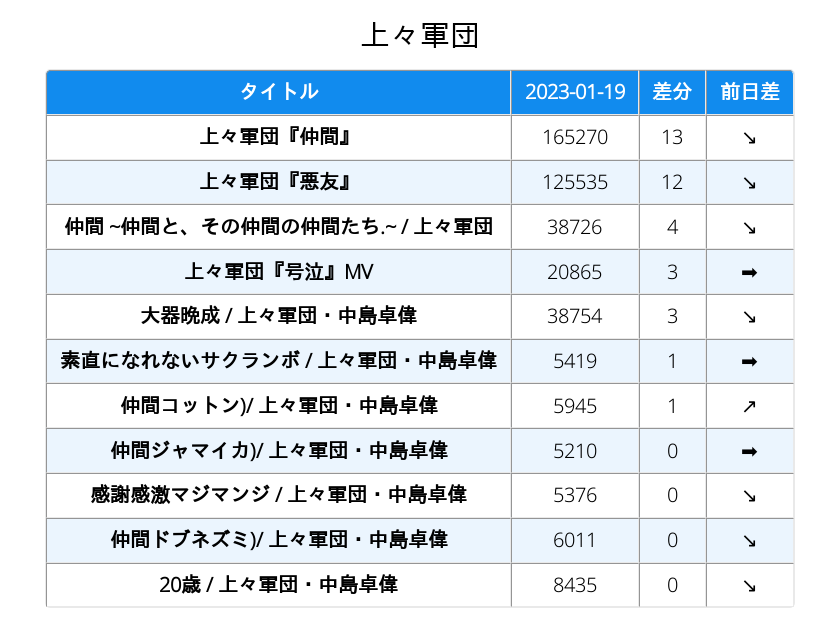 上々軍団
タイトル 2023-01-19 差分 前日差
上々軍団『仲間』 165270 13 ↘
上々軍団『悪友』 125535 12 ↘
仲間 ~仲間と、その仲間の仲間たち.~ / 上々軍団 38726 4 ↘
上々軍団『号泣』MV 20865 3 ➡
大器晩成 / 上々軍団・中島卓偉 38754 3 ↘
素直になれないサクランボ / 上々軍団・中島卓偉 5419 1 ➡
仲間コットン)/ 上々軍団・中島卓偉 5945 1 ↗
仲間ジャマイカ)/ 上々軍団・中島卓偉 5210 0 ➡
感謝感激マジマンジ / 上々軍団・中島卓偉 5376 0 ↘
仲間ドブネズミ)/ 上々軍団・中島卓偉 6011 0 ↘
20歳 / 上々軍団・中島卓偉 8435 0 ↘